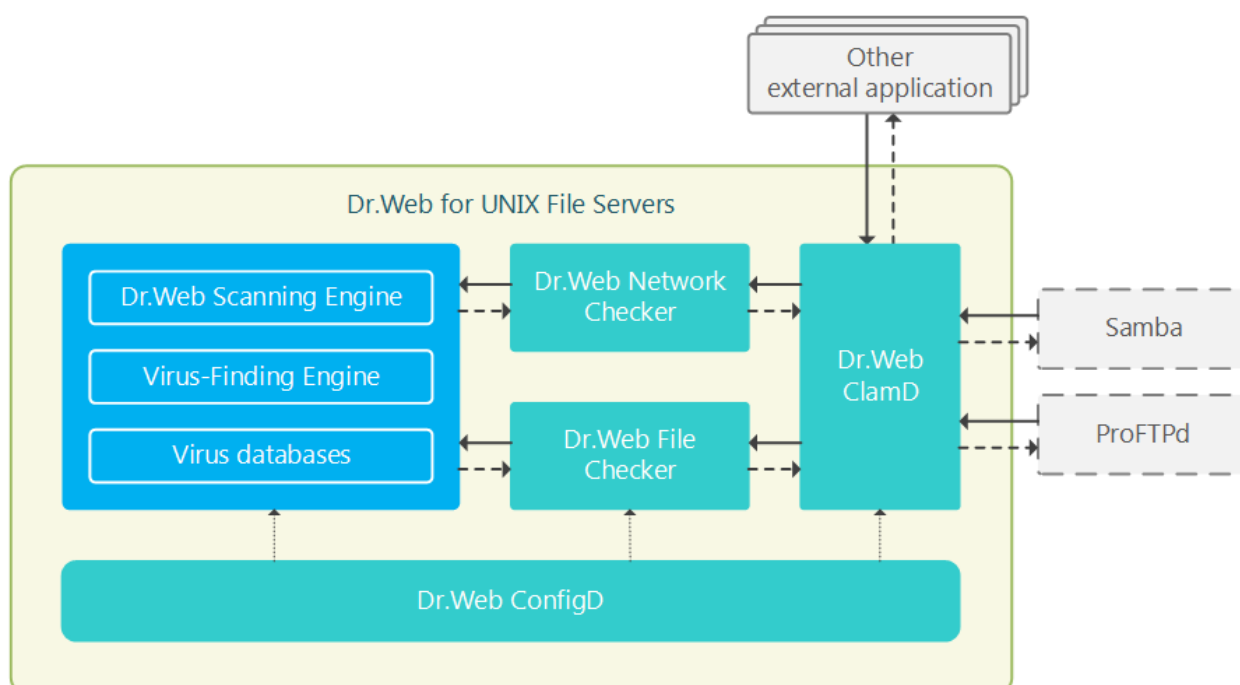 Other
external application
Dr.Web for UNIX File Servers
Dr.Web Scanning Engine
Virus-Finding Engine
Virus databases
Dr.Web Network
Checker
Dr.Web File
Checker
Dr.Web
ClamD
Samba
ProFTPd
Dr.Web ConfigD